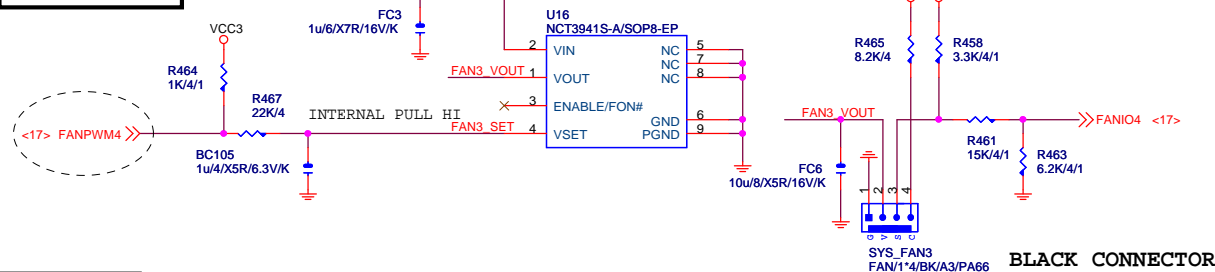 FC3
1u/6/X7R/16V/K
U16
NCT3941S-A/SOP8-EP
VCC3
R464
1K/4/1
R467
22K/4
<17> FANPWM4
BC105
1u/4/X5R/6.3V/K
INTERNAL PULL HI
FAN3_VOUT
FAN3_SET
2 VIN
1 VOUT
3 ENABLE/FON#
4 VSET
NC 5
NC 7
NC 8
GND 6
PGND 9
R465
8.2K/4
R458
3.3K/4/1
FAN3_VOUT
FC6
10u/8/X5R/16V/K
R461
15K/4/1
R463
6.2K/4/1
FANIO4 <17>
1 2 3 4
G V S C
SYS_FAN3
FAN/1*4/BK/A3/PA66
BLACK CONNECTOR